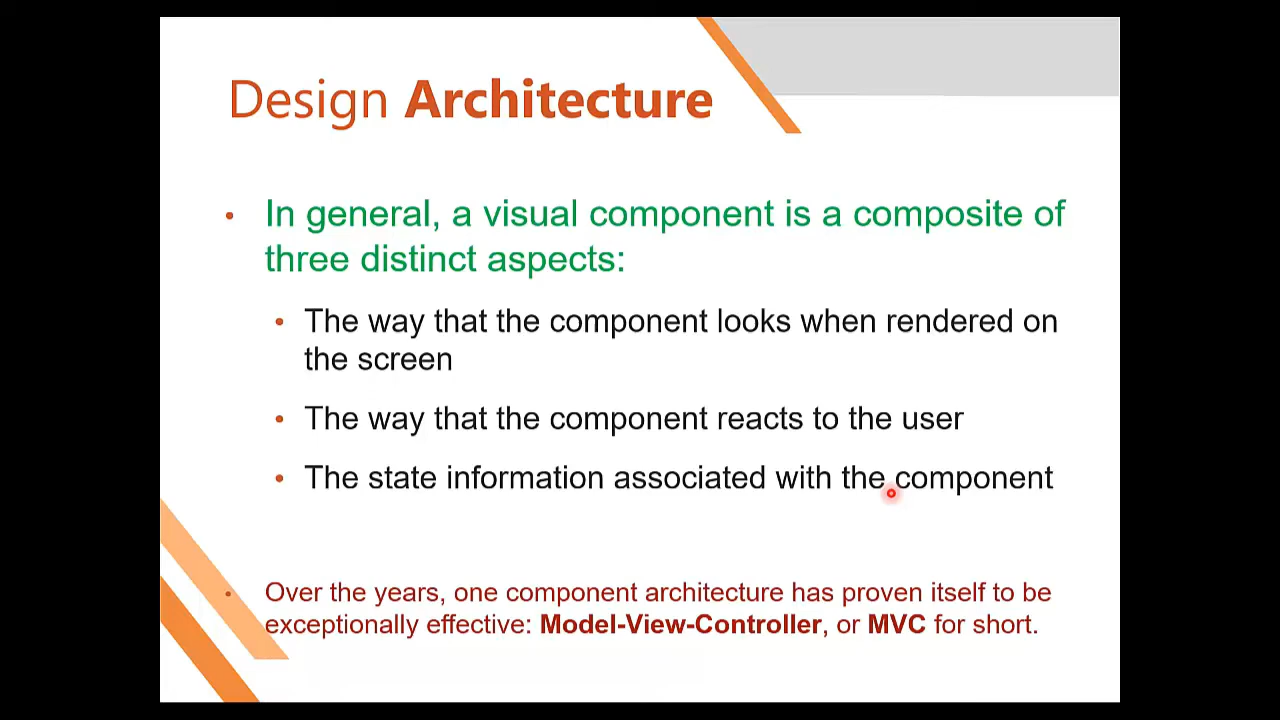 Design Architecture
• In general, a visual component is a composite of
three distinct aspects:
• The way that the component looks when rendered on
the screen
• The way that the component reacts to the user
• The state information associated with the component
• Over the years, one component architecture has proven itself to be
exceptionally effective: Model-View-Controller, or MVC for short.